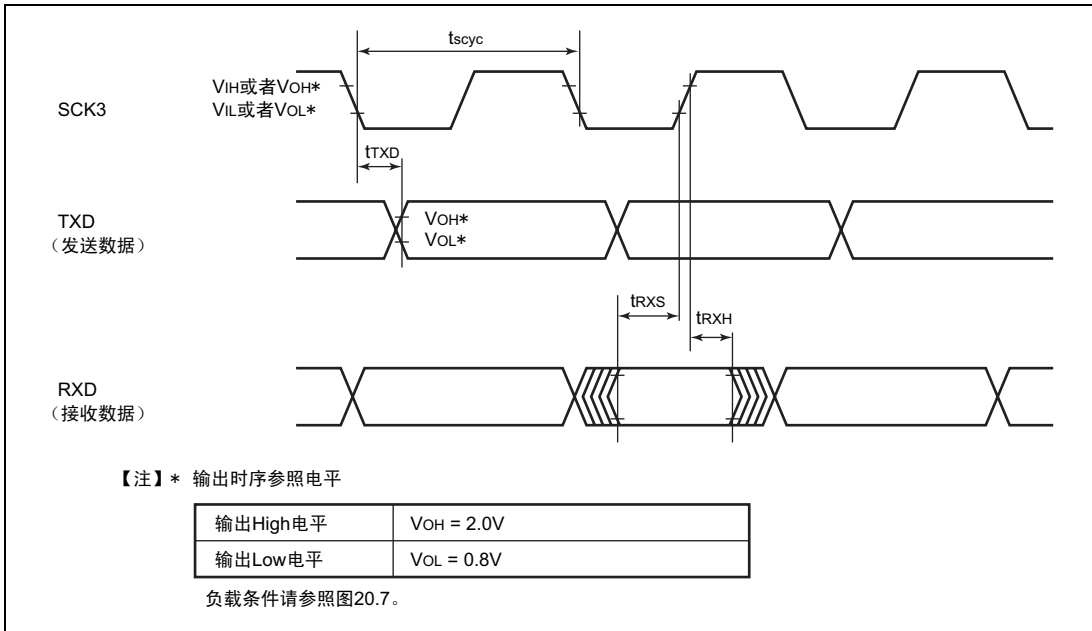 tscyc
SCK3
VIH或者VOH*
VIL或者VOL*
tTXD
TXD
（发送数据）
VOH*
VOL*
tRXS
tRXH
RXD
（接收数据）
【注】* 输出时序参照电平
输出High电平 VOH = 2.0V
输出Low电平 VOL = 0.8V
负载条件请参照图20.7。